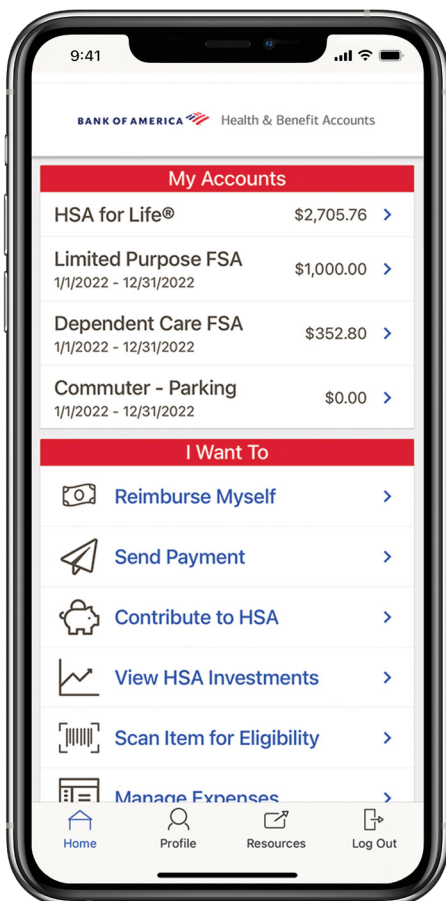 9:41
BANK OF AMERICA Health & Benefit Accounts
My Accounts
HSA for Life® $2,705.76
Limited Purpose FSA
1/1/2022 - 12/31/2022 $1,000.00
Dependent Care FSA
1/1/2022 - 12/31/2022 $352.80
Commuter - Parking
1/1/2022 - 12/31/2022 $0.00
I Want To
Reimburse Myself
Send Payment
Contribute to HSA
View HSA Investments
Scan Item for Eligibility
Manage Expenses
Home Profile Resources Log Out